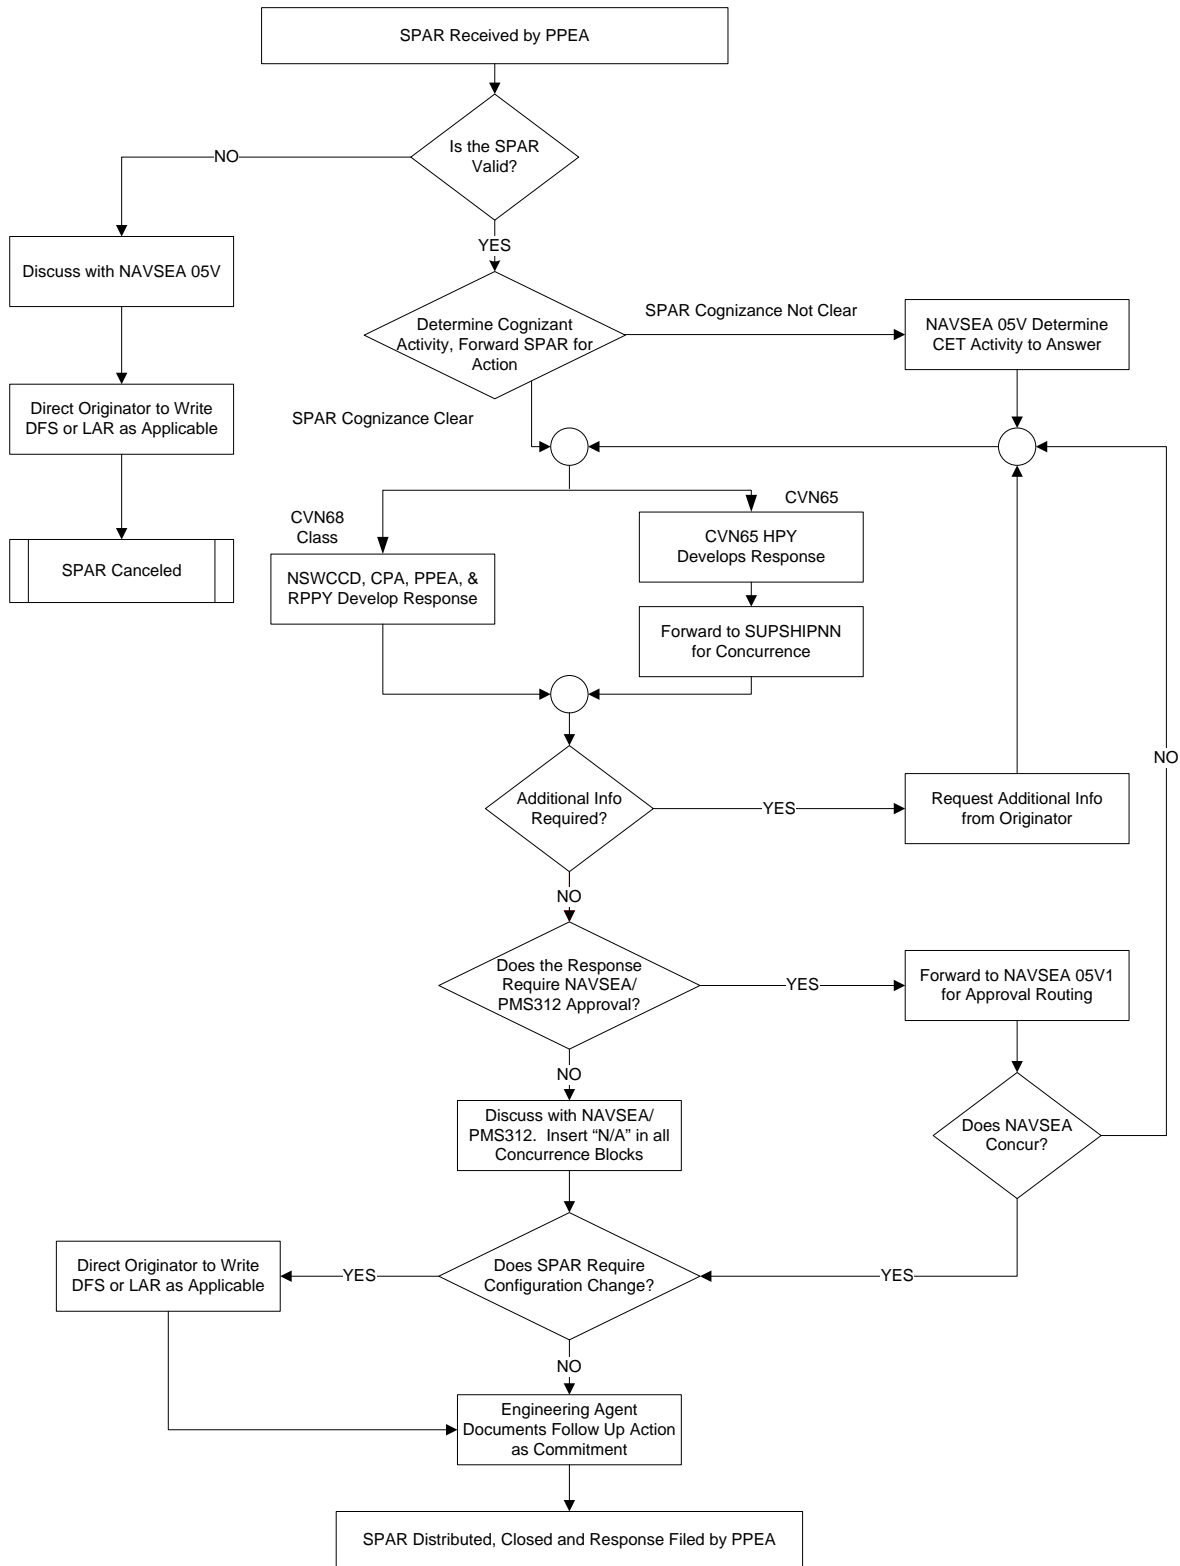 SPAR Received by PPEA
Is the SPAR
Valid?
NO
YES
Discuss with NAVSEA 05V
Direct Originator to Write
DFS or LAR as Applicable
SPAR Canceled
Determine Cognizant
Activity, Forward SPAR for
Action
SPAR Cognizance Not Clear
NAVSEA 05V Determine
CET Activity to Answer
SPAR Cognizance Clear
CVN68
Class
CVN65
NSWCCD, CPA, PPEA, &
RPPY Develop Response
CVN65 HPY
Develops Response
Forward to SUPSHIPNN
for Concurrence
Additional Info
Required?
YES
Request Additional Info
from Originator
NO
NO
Does the Response
Require NAVSEA/
PMS312 Approval?
YES
Forward to NAVSEA 05V1
for Approval Routing
NO
Discuss with NAVSEA/
PMS312.  Insert “N/A” in all
Concurrence Blocks
Does NAVSEA
Concur?
YES
Does SPAR Require
Configuration Change?
YES
Direct Originator to Write
DFS or LAR as Applicable
NO
Engineering Agent
Documents Follow Up Action
as Commitment
SPAR Distributed, Closed and Response Filed by PPEA